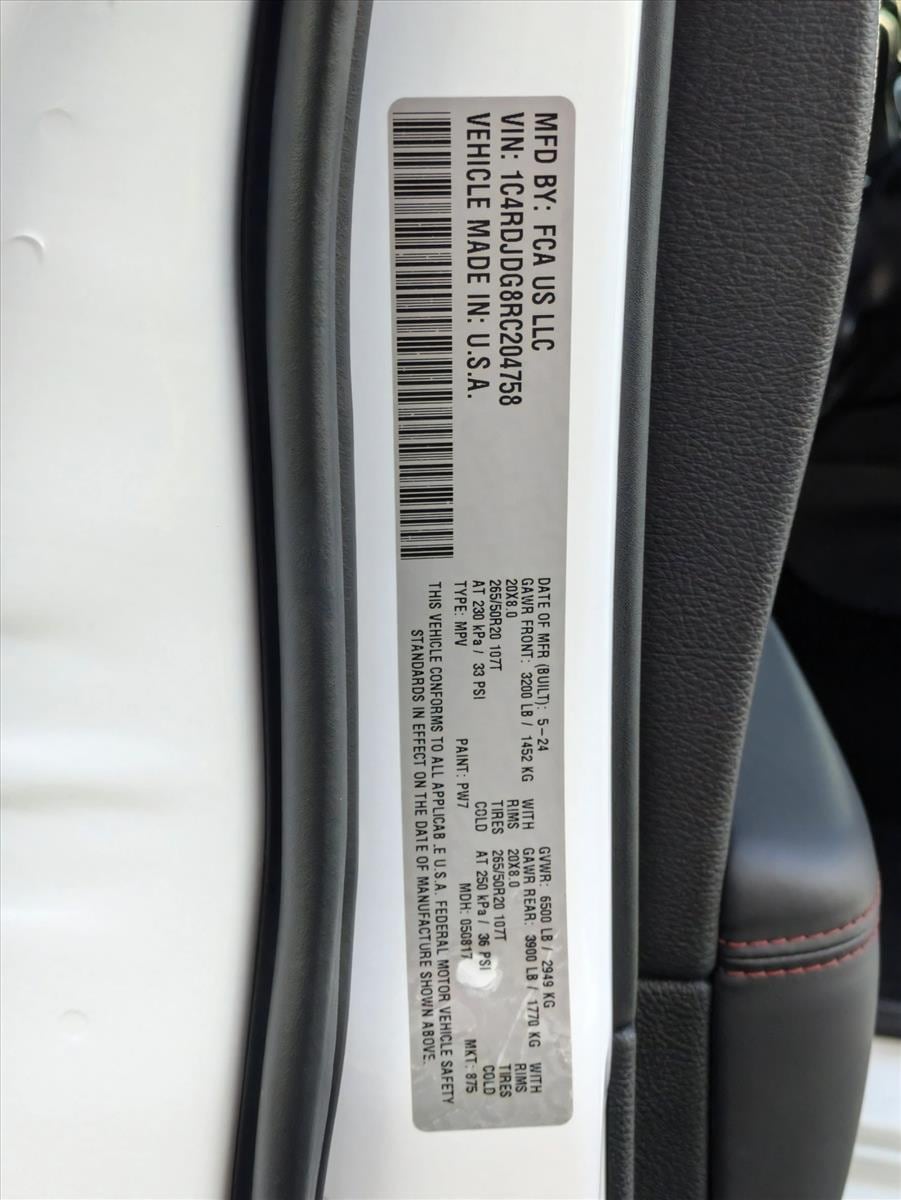 MFD BY: FCA US LLC
VIN: 1C4RDJDG8RC204758
VEHICLE MADE IN: U.S.A.
DATE OF MFR (BUILT): 5-24 GVWR: 6500 LB / 2949 KG
GAWR FRONT: 3200 LB / 1452 KG WITH GAWR REAR: 3900 LB / 1770 KG WITH
20X8.0 RIMS 20X8.0 RIMS
265/50R20 107T TIRES 265/50R20 107T TIRES
AT 230 kPa / 33 PSI COLD AT 250 kPa / 36 PSI COLD
TYPE: MPV PAINT: PW7 MDH: 050817 MKT: 875
THIS VEHICLE CONFORMS TO ALL APPLICAB.E U.S.A. FEDERAL MOTOR VEHICLE SAFETY
STANDARDS IN EFFECT ON THE DATE OF MANUFACTURE SHOWN ABOVE.